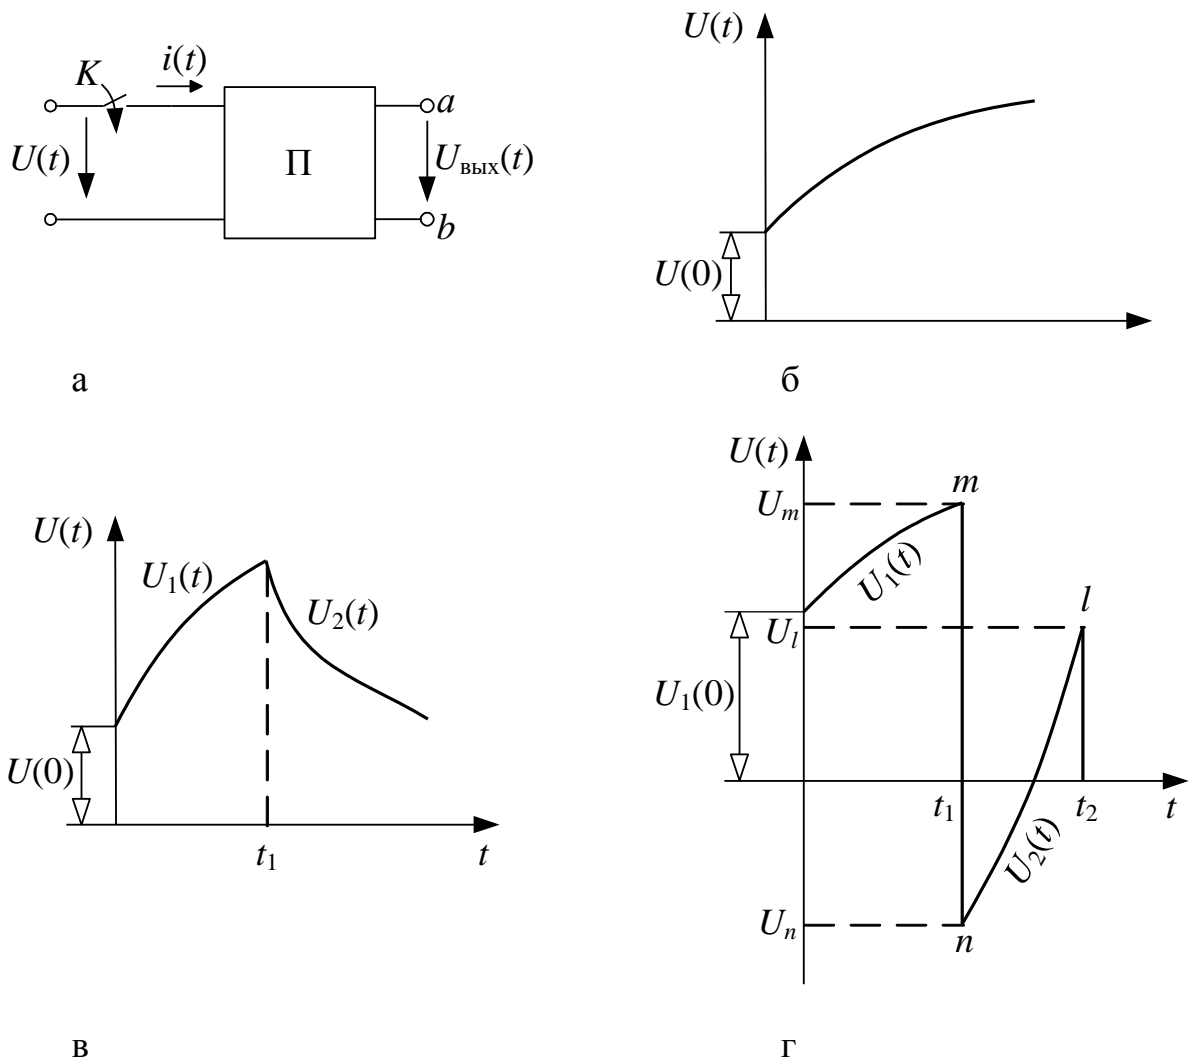 K
i(t)
a
U(t)
П
Uвых(t)
b
а
U(t)
U(0)
б
U(t)
U1(t)
U2(t)
U(0)
t1
t
в
U(t)
m
Um
U1(t)
l
Ul
U1(0)
t1
t2
t
U2(t)
Un
n
г